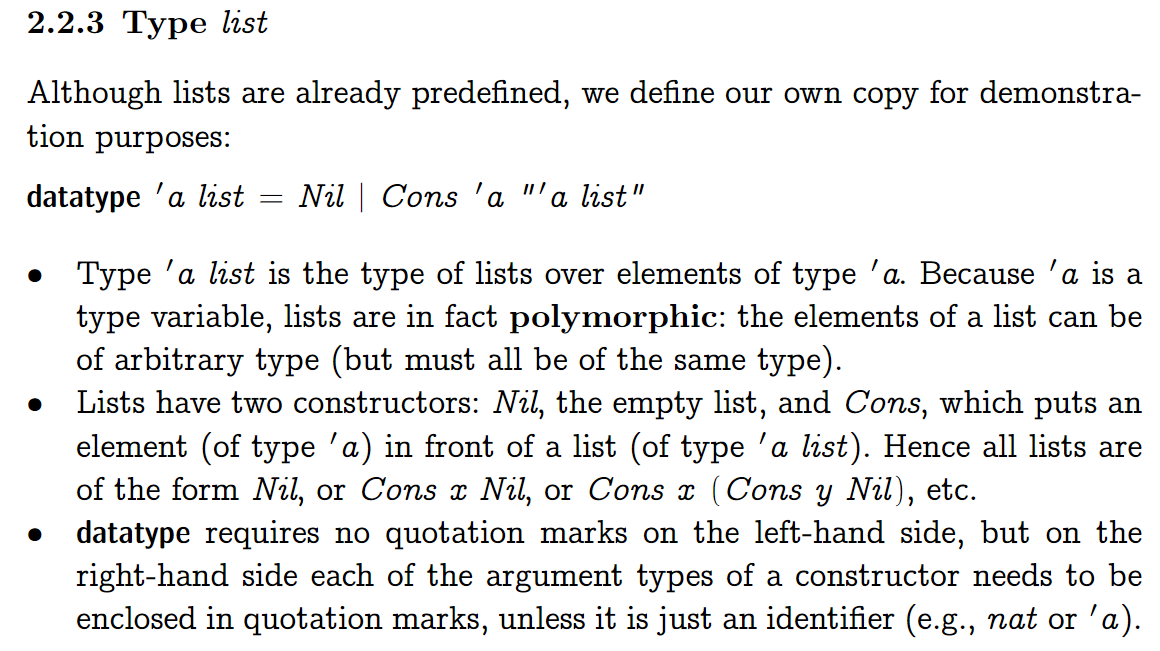 2.2.3 Type list
Although lists are already predefined, we define our own copy for demonstra-
tion purposes:
datatype 'a list = Nil | Cons 'a "'a list"
• Type 'a list is the type of lists over elements of type 'a. Because 'a is a
type variable, lists are in fact polymorphic: the elements of a list can be
of arbitrary type (but must all be of the same type).
• Lists have two constructors: Nil, the empty list, and Cons, which puts an
element (of type 'a) in front of a list (of type 'a list). Hence all lists are
of the form Nil, or Cons x Nil, or Cons x (Cons y Nil), etc.
• datatype requires no quotation marks on the left-hand side, but on the
right-hand side each of the argument types of a constructor needs to be
enclosed in quotation marks, unless it is just an identifier (e.g., nat or 'a).